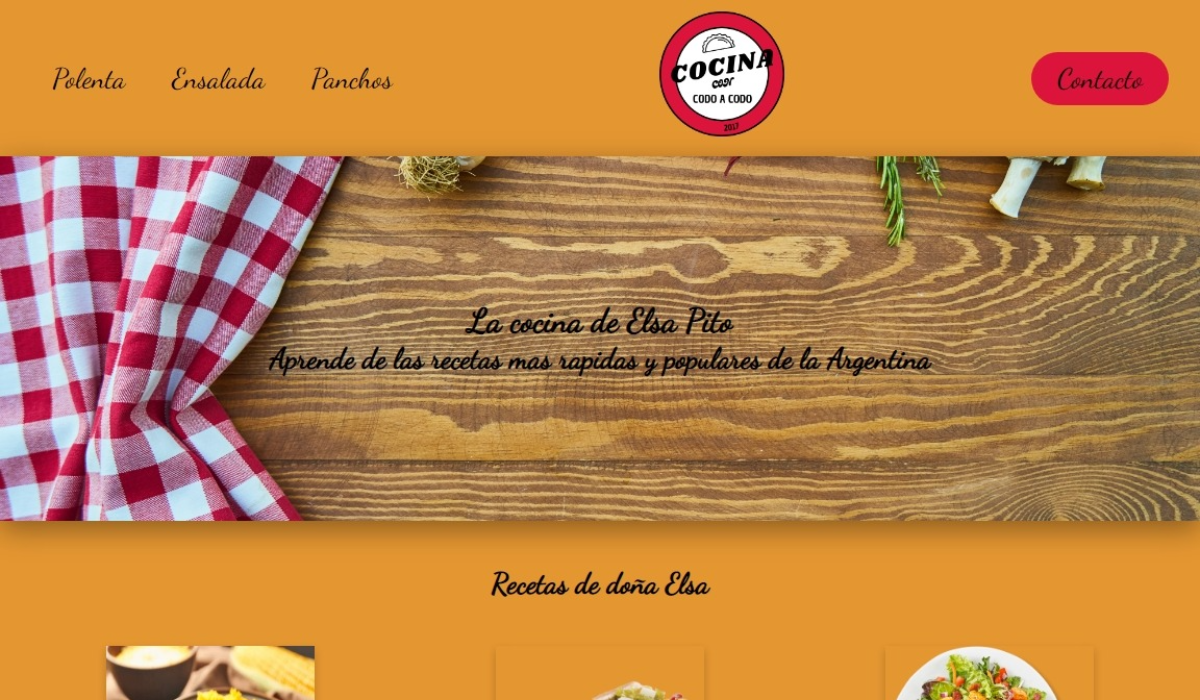 Polenta
Ensalada
Panchos
COCINA
con
CODO A CODO
2017
Contacto
La cocina de Elsa Pito
Aprende de las recetas mas rapidas y populares de la Argentina
Recetas de doña Elsa